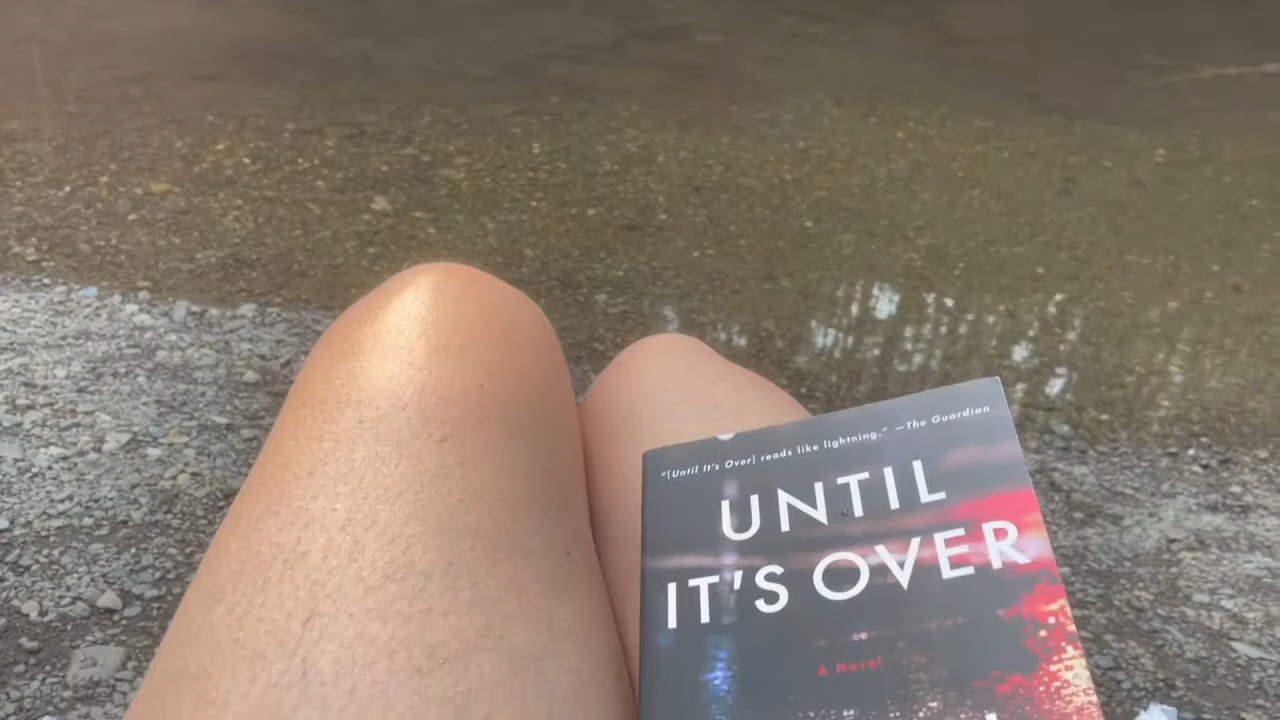 "[Until It's Over] reads like lightning." —The Guardian
UNTIL
IT'S OVER
A Novel